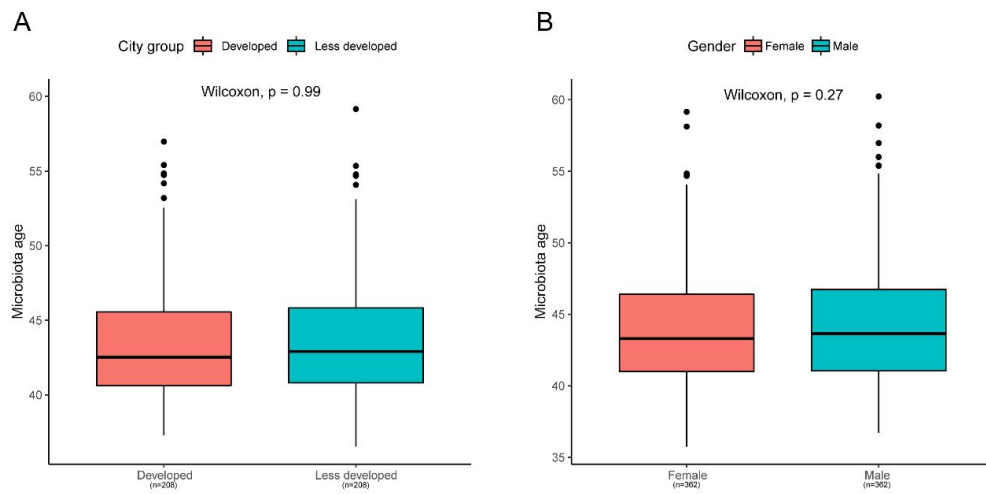 A
City group Developed Less developed
Wilcoxon, p = 0.99
Microbiota age
60
55
50
45
40
Developed
(n=208)
Less developed
(n=208)
B
Gender Female Male
Wilcoxon, p = 0.27
Microbiota age
60
55
50
45
40
35
Female
(n=362)
Male
(n=362)